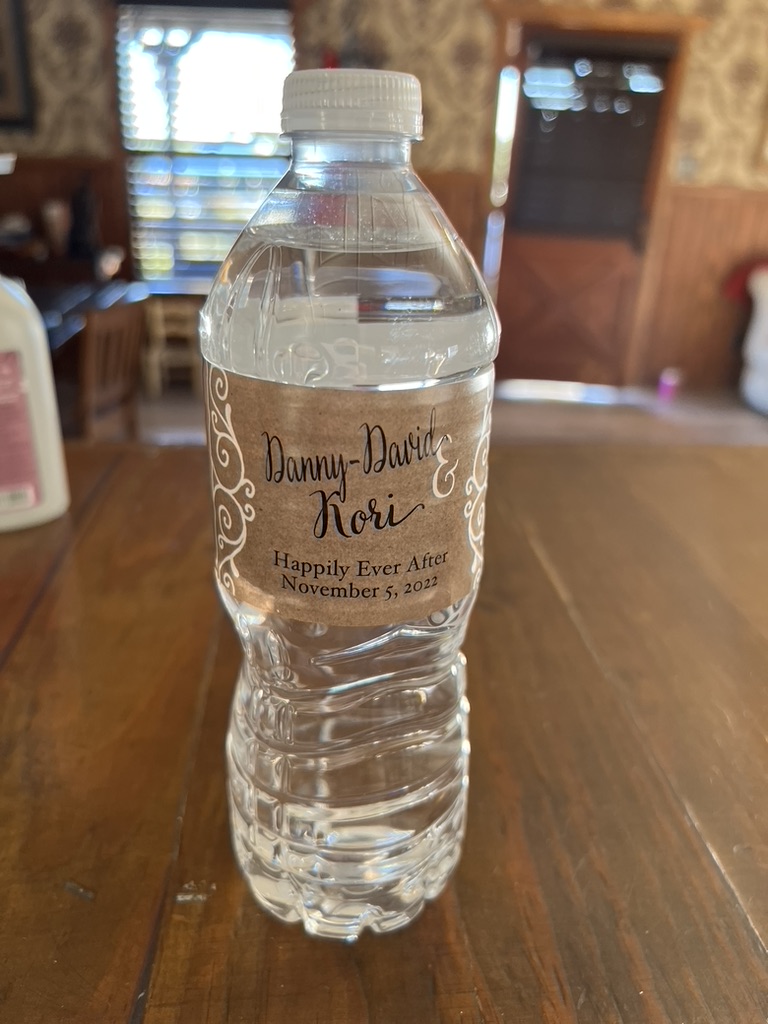 Danny-David &
Kori
Happily Ever After
November 5, 2022